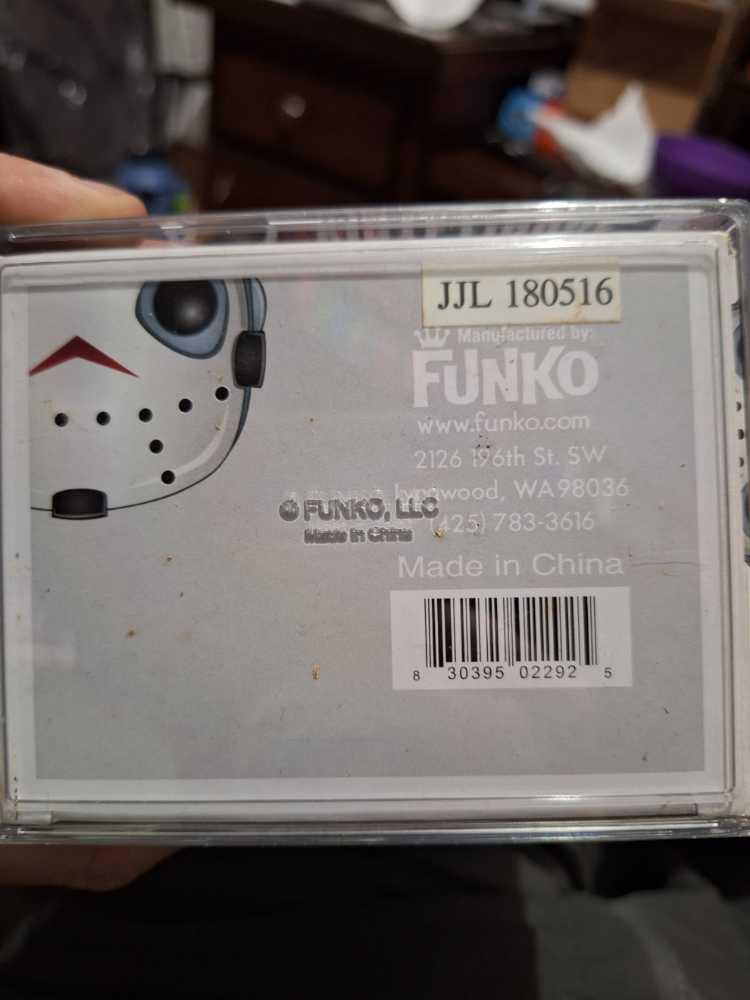 JJL 180516
Manufactured by:
FUNKO
www.funko.com
2126 196th St. SW
Lynnwood, WA 98036
FUNKO, LLC
(425) 783-3616
Made in China
Made in China
8 30395 02292 5